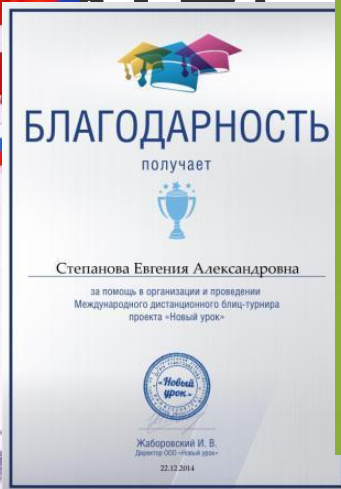 БЛАГОДАРНОСТЬ
получает
Степанова Евгения Александровна
за помощь в организации и проведении
Международного дистанционного блиц-турнира
проекта «Новый урок»
«Новый
урок»
Жаборовский И. В.
Директор ООО «Новый урок»
22.12.2014